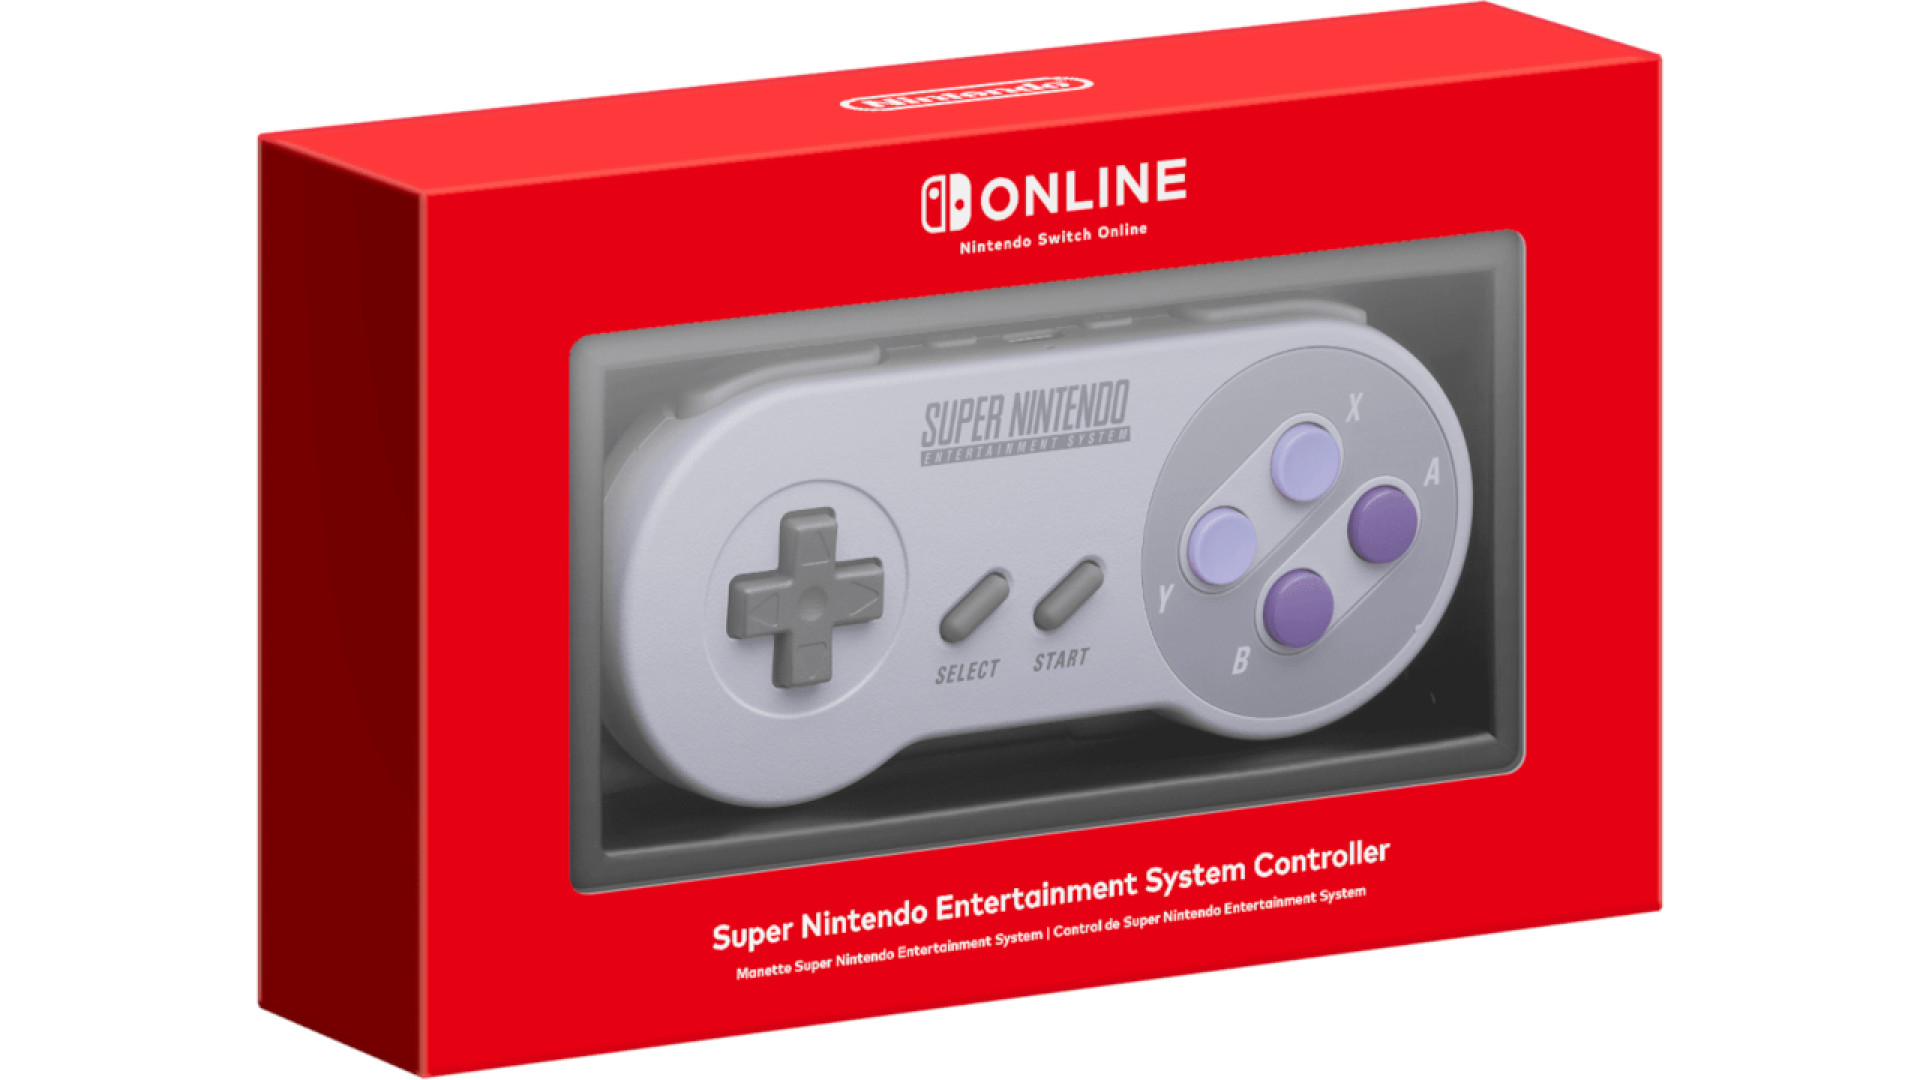 Nintendo
ONLINE
Nintendo Switch Online
SUPER NINTENDO
ENTERTAINMENT SYSTEM
X
A
Y
B
SELECT
START
Super Nintendo Entertainment System Controller
Manette Super Nintendo Entertainment System | Control de Super Nintendo Entertainment System